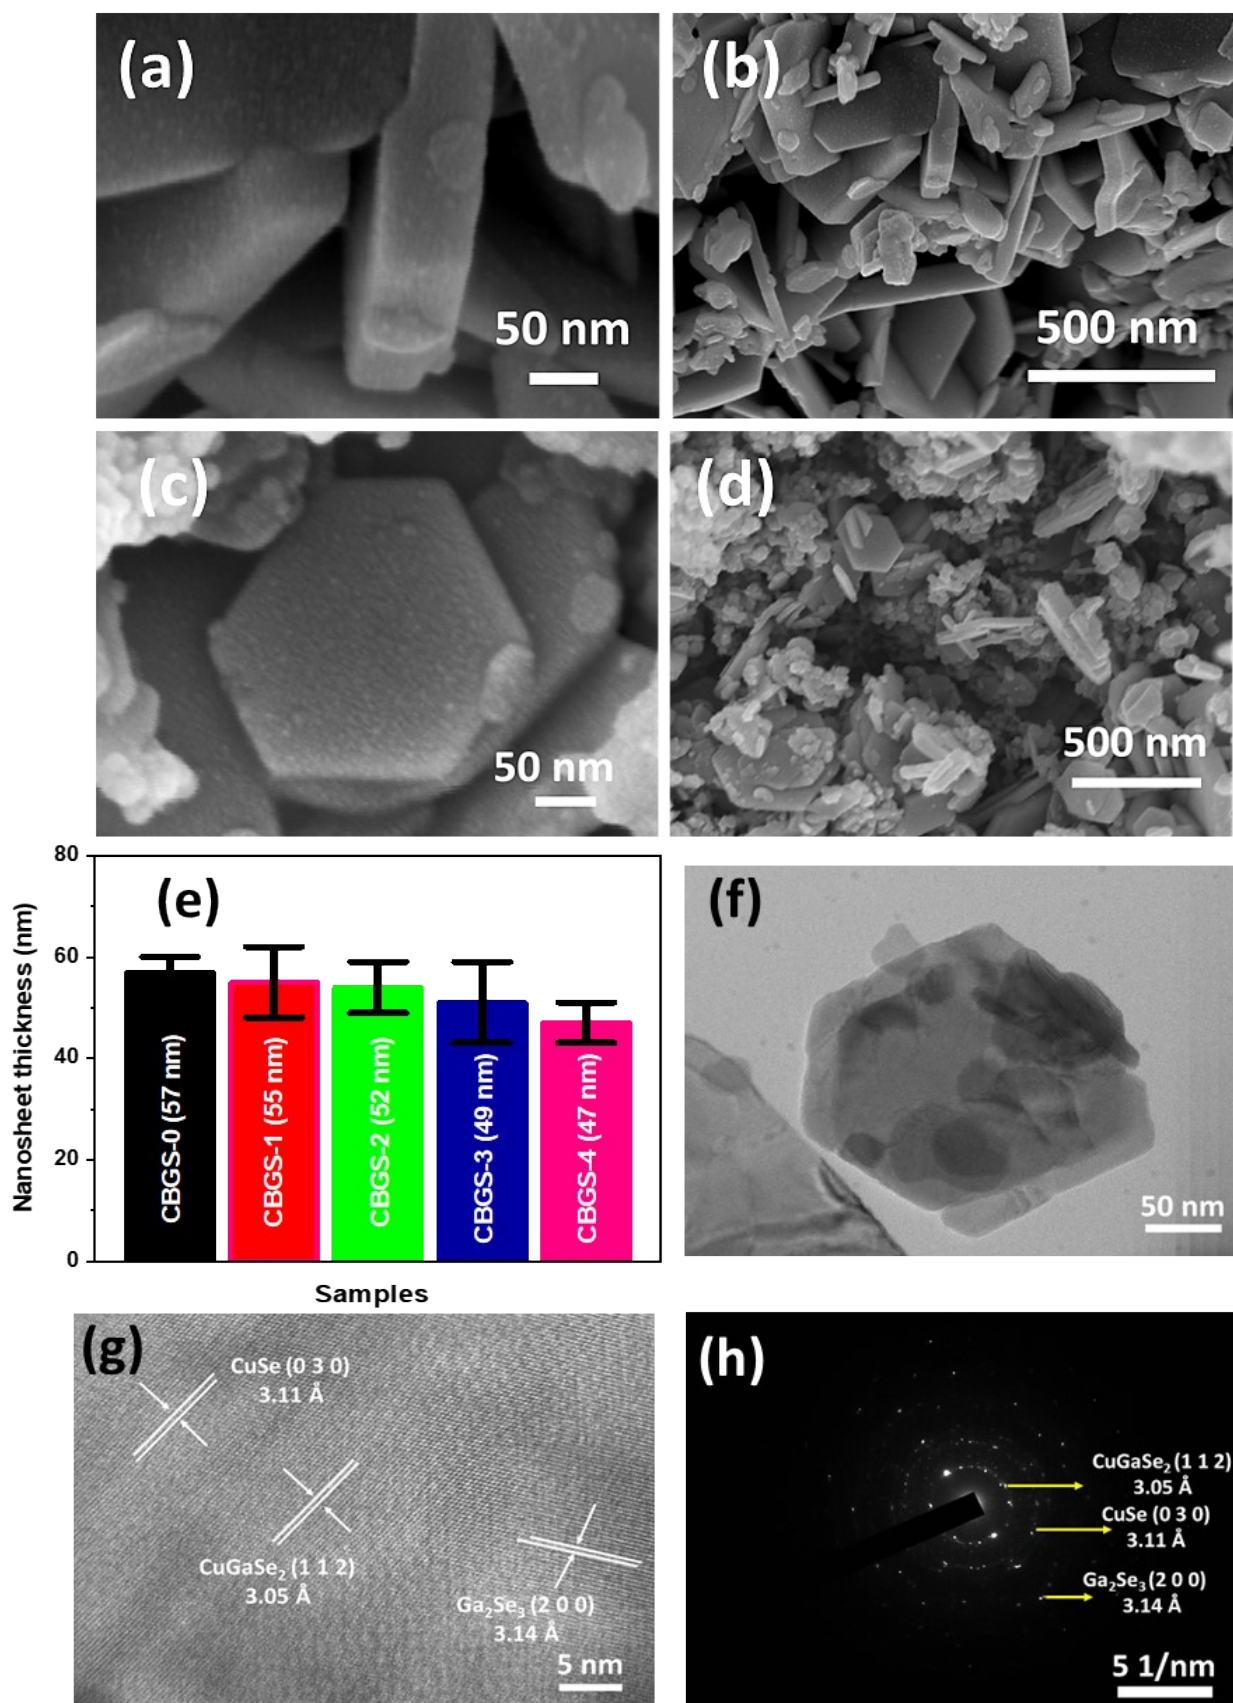 (a)
50 nm
(b)
500 nm
(c)
50 nm
(d)
500 nm
(e)
Nanosheet thickness (nm)
80
60
40
20
0
CBGS-0 (57 nm)
CBGS-1 (55 nm)
CBGS-2 (52 nm)
CBGS-3 (49 nm)
CBGS-4 (47 nm)
Samples
(f)
50 nm
(g)
CuSe (0 3 0)
3.11 Å
CuGaSe₂ (1 1 2)
3.05 Å
Ga₂Se₃ (2 0 0)
3.14 Å
5 nm
(h)
CuGaSe₂ (1 1 2)
3.05 Å
CuSe (0 3 0)
3.11 Å
Ga₂Se₃ (2 0 0)
3.14 Å
5 1/nm